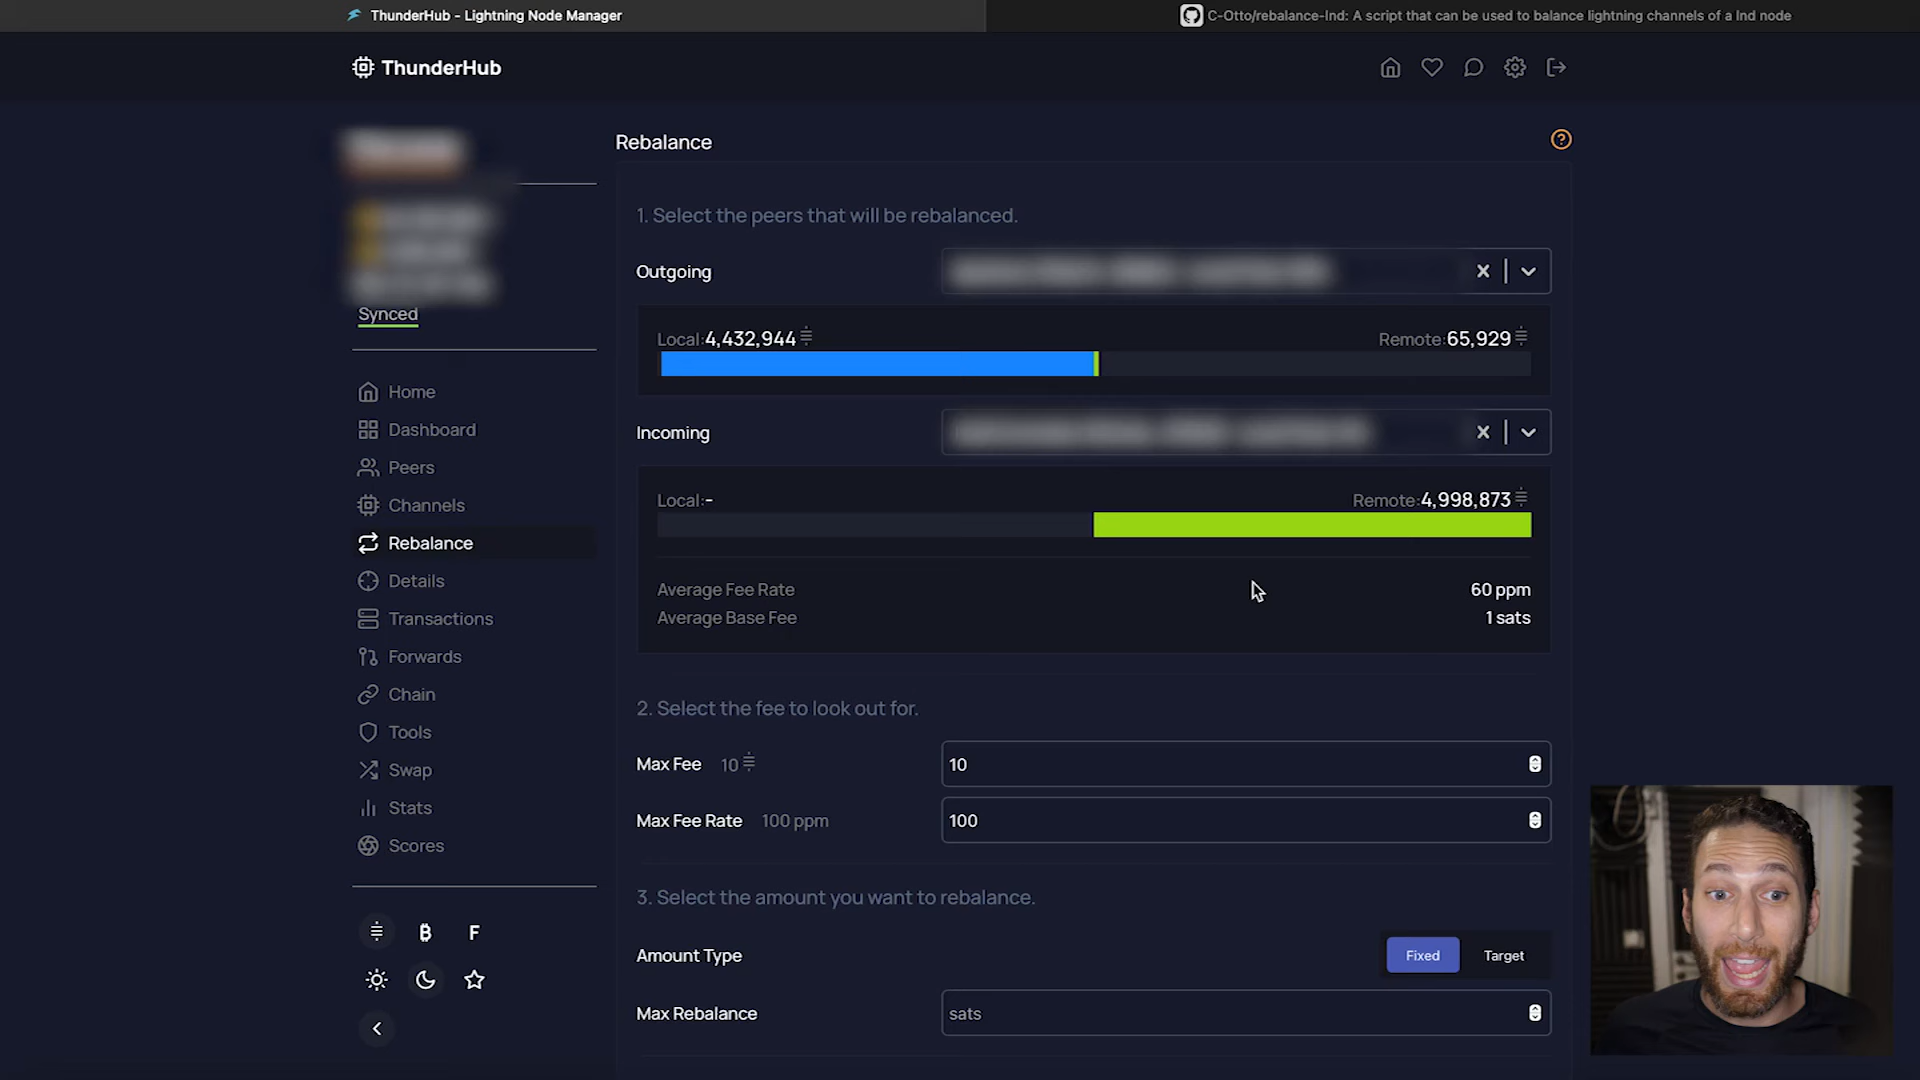 ThunderHub - Lightning Node Manager
C-Otto/rebalance-lnd: A script that can be used to balance lightning channels of a lnd node
ThunderHub
Synced
Home
Dashboard
Peers
Channels
Rebalance
Details
Transactions
Forwards
Chain
Tools
Swap
Stats
Scores
₿ F
Rebalance
1. Select the peers that will be rebalanced.
Outgoing
Local:4,432,944 Remote:65,929
Incoming
Local:- Remote:4,998,873
Average Fee Rate 60 ppm
Average Base Fee 1 sats
2. Select the fee to look out for.
Max Fee 10 10
Max Fee Rate 100 ppm 100
3. Select the amount you want to rebalance.
Amount Type Fixed Target
Max Rebalance sats